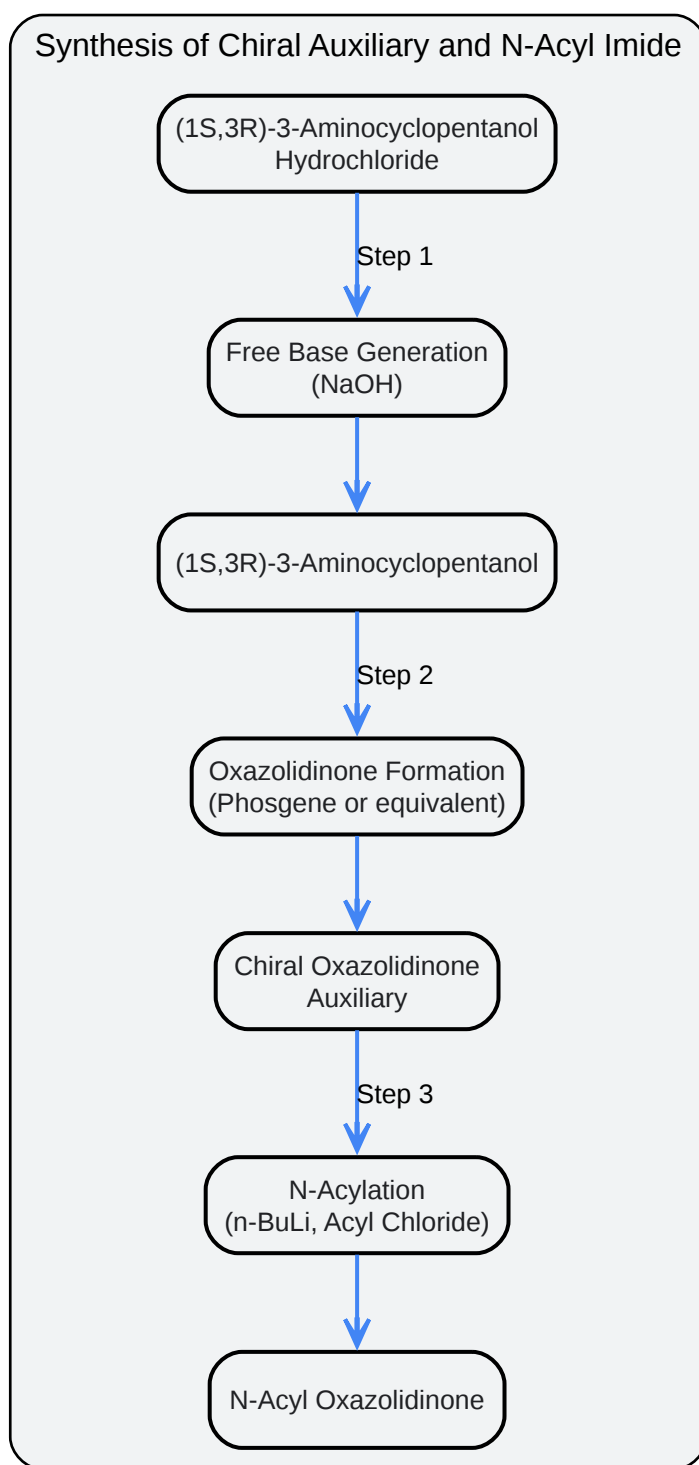 Synthesis of Chiral Auxiliary and N-Acyl Imide
(1S,3R)-3-Aminocyclopentanol
Hydrochloride
Step 1
Free Base Generation
(NaOH)
(1S,3R)-3-Aminocyclopentanol
Step 2
Oxazolidinone Formation
(Phosgene or equivalent)
Chiral Oxazolidinone
Auxiliary
Step 3
N-Acylation
(n-BuLi, Acyl Chloride)
N-Acyl Oxazolidinone